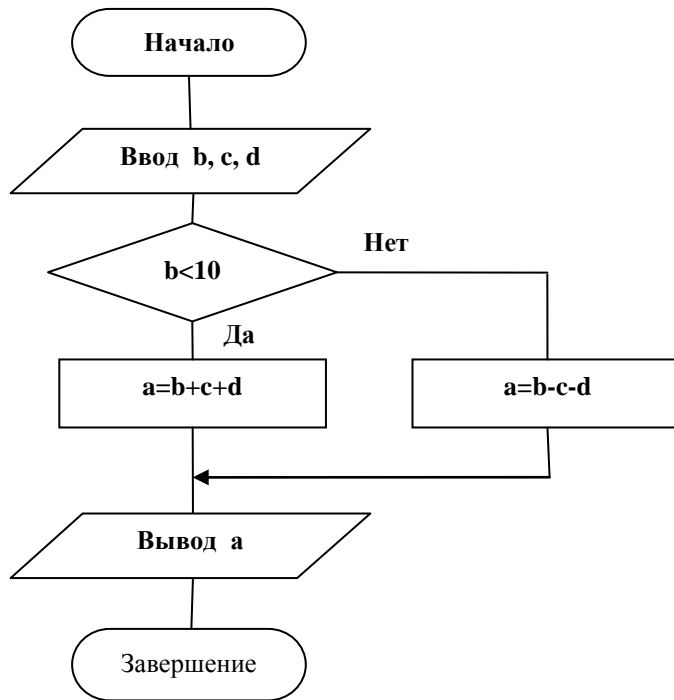 Начало
Ввод b, c, d
Нет
b<10
Да
a=b+c+d
a=b-c-d
Вывод a
Завершение